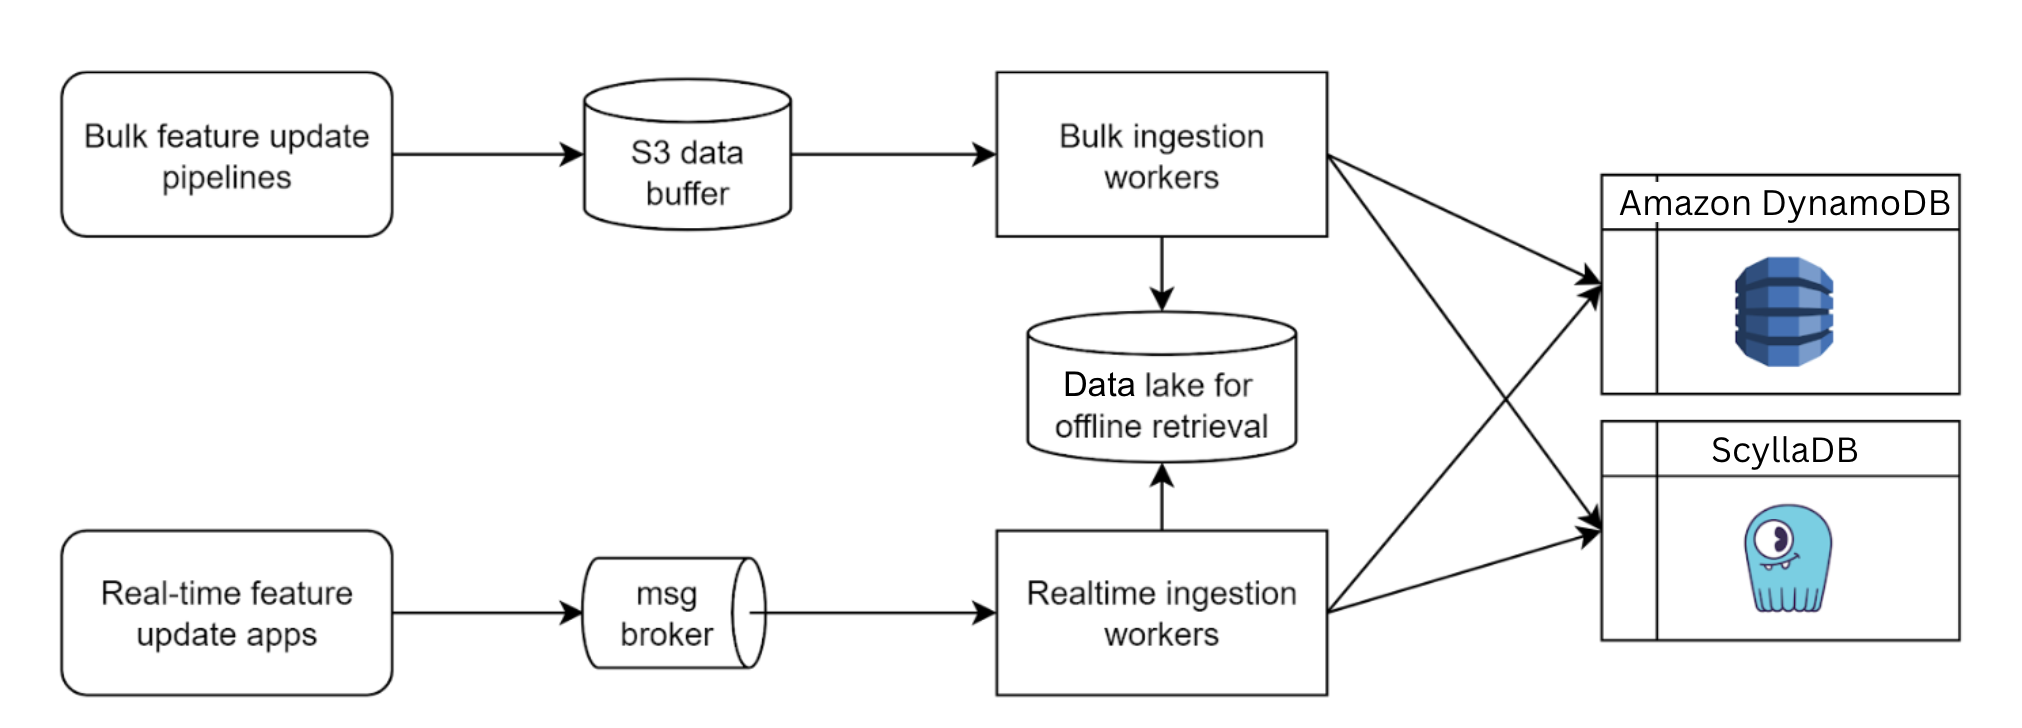 Bulk feature update
pipelines
S3 data
buffer
Bulk ingestion
workers
Amazon DynamoDB
Data lake for
offline retrieval
ScyllaDB
Real-time feature
update apps
msg
broker
Realtime ingestion
workers